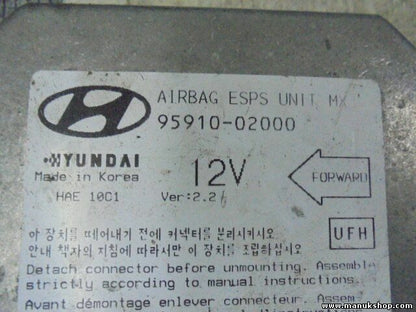 AIRBAG ESPS UNIT MX
95910-02000
HYUNDAI
Made in Korea
12V
FORWARD
HAE 10C1
Ver:2.2
이 장치를 떼어내기 전에 커넥터를 분리시키시오
안내 책자의 지침에 따라서만 이 장치를 조립하십시오
UFH
Detach connector before unmounting. Assemble
strictly according to manual instructions.
Avant démontage enlever connecteur. Assem
www.manukshop.com